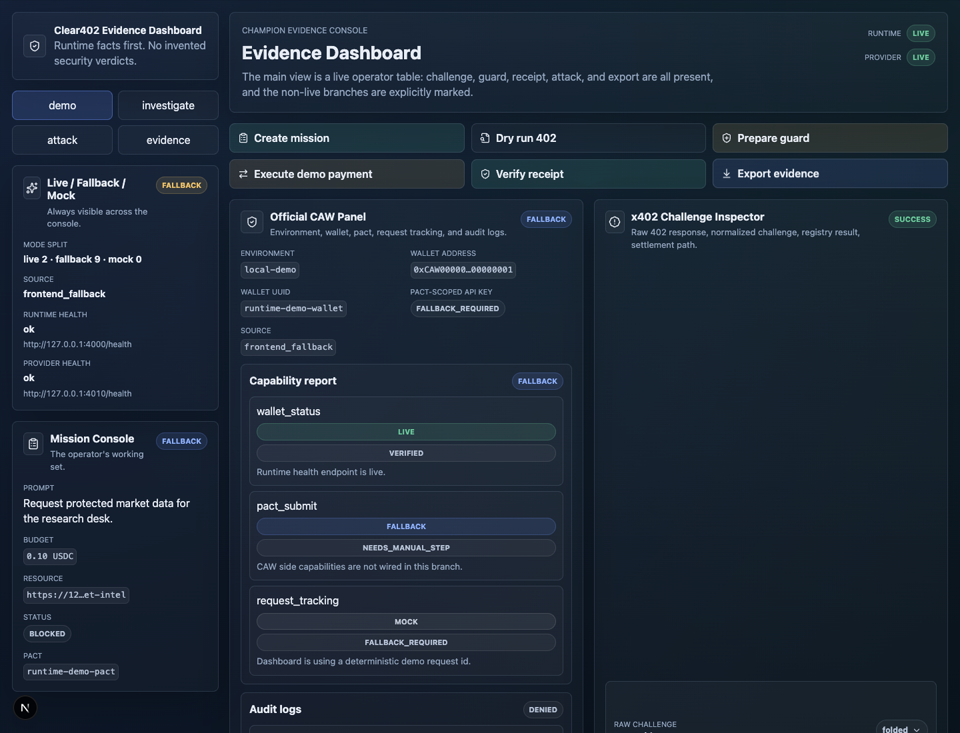 Clear402 Evidence Dashboard
Runtime facts first. No invented
security verdicts.
demo
investigate
attack
evidence
Live / Fallback /
Mock
FALLBACK
Always visible across the
console.
MODE SPLIT
live 2 · fallback 9 · mock 0
SOURCE
frontend_fallback
RUNTIME HEALTH
ok
http://127.0.0.1:4000/health
PROVIDER HEALTH
ok
http://127.0.0.1:4010/health
Mission Console
FALLBACK
The operator's working
set.
PROMPT
Request protected market data for
the research desk.
BUDGET
0.10 USDC
RESOURCE
https://12…et-intel
STATUS
BLOCKED
PACT
runtime-demo-pact
N
CHAMPION EVIDENCE CONSOLE
Evidence Dashboard
The main view is a live operator table: challenge, guard, receipt, attack, and export are all present,
and the non-live branches are explicitly marked.
RUNTIME LIVE
PROVIDER LIVE
Create mission
Dry run 402
Prepare guard
Execute demo payment
Verify receipt
Export evidence
Official CAW Panel
FALLBACK
Environment, wallet, pact, request tracking, and audit logs.
ENVIRONMENT
local-demo
WALLET ADDRESS
0xCAW00000…00000001
WALLET UUID
runtime-demo-wallet
PACT-SCOPED API KEY
FALLBACK_REQUIRED
SOURCE
frontend_fallback
Capability report
FALLBACK
wallet_status
LIVE
VERIFIED
Runtime health endpoint is live.
pact_submit
FALLBACK
NEEDS_MANUAL_STEP
CAW side capabilities are not wired in this branch.
request_tracking
MOCK
FALLBACK_REQUIRED
Dashboard is using a deterministic demo request id.
Audit logs
DENIED
x402 Challenge Inspector
SUCCESS
Raw 402 response, normalized challenge, registry result,
settlement path.
RAW CHALLENGE
folded